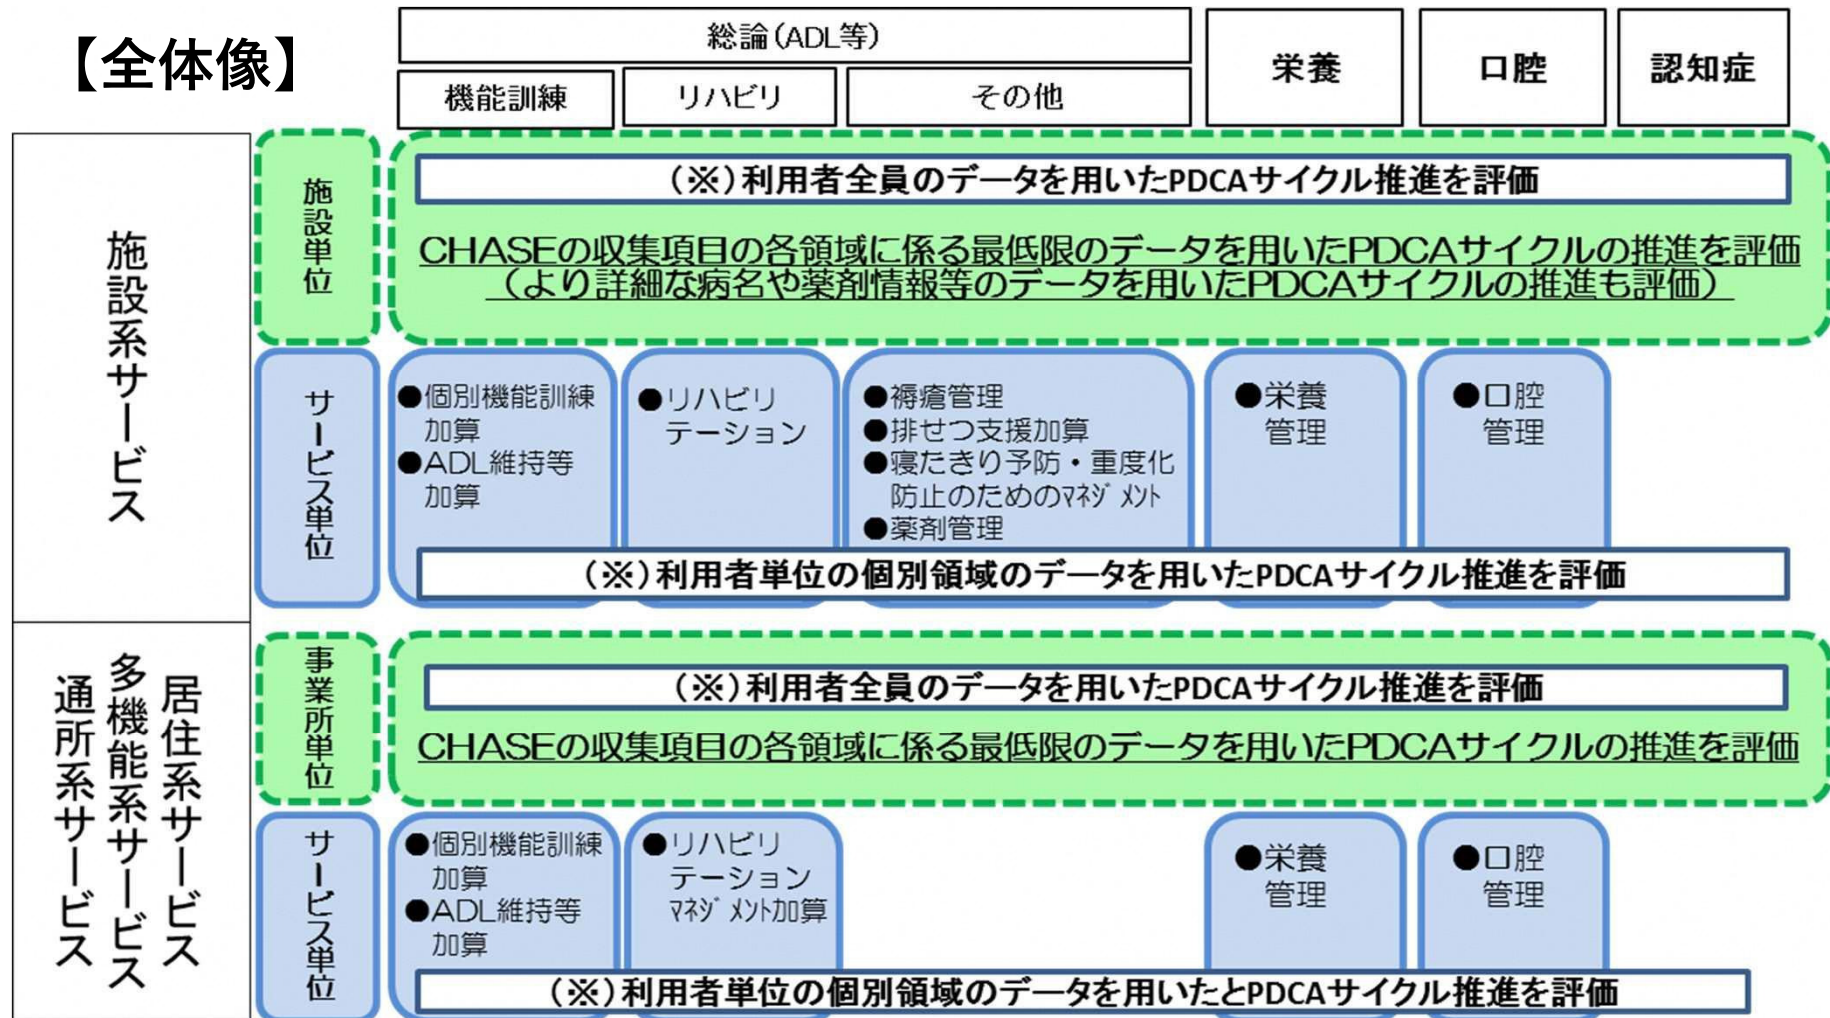 【全体像】
総論(ADL等)
機能訓練
リハビリ
その他
栄養
口腔
認知症
施設系サービス
施設単位
(※)利用者全員のデータを用いたPDCAサイクル推進を評価
CHASEの収集項目の各領域に係る最低限のデータを用いたPDCAサイクルの推進を評価
(より詳細な病名や薬剤情報等のデータを用いたPDCAサイクルの推進も評価)
サービス単位
●個別機能訓練
加算
●ADL維持等
加算
●リハビリ
テーション
●褥瘡管理
●排せつ支援加算
●寝たきり予防・重度化
防止のためのﾏﾈｼﾞﾒﾝﾄ
●薬剤管理
●栄養
管理
●口腔
管理
(※)利用者単位の個別領域のデータを用いたPDCAサイクル推進を評価
居住系サービス
多機能系サービス
通所系サービス
事業所単位
(※)利用者全員のデータを用いたPDCAサイクル推進を評価
CHASEの収集項目の各領域に係る最低限のデータを用いたPDCAサイクルの推進を評価
サービス単位
●個別機能訓練
加算
●ADL維持等
加算
●リハビリ
テーション
ﾏﾈｼﾞﾒﾝﾄ加算
●栄養
管理
●口腔
管理
(※)利用者単位の個別領域のデータを用いたとPDCAサイクル推進を評価